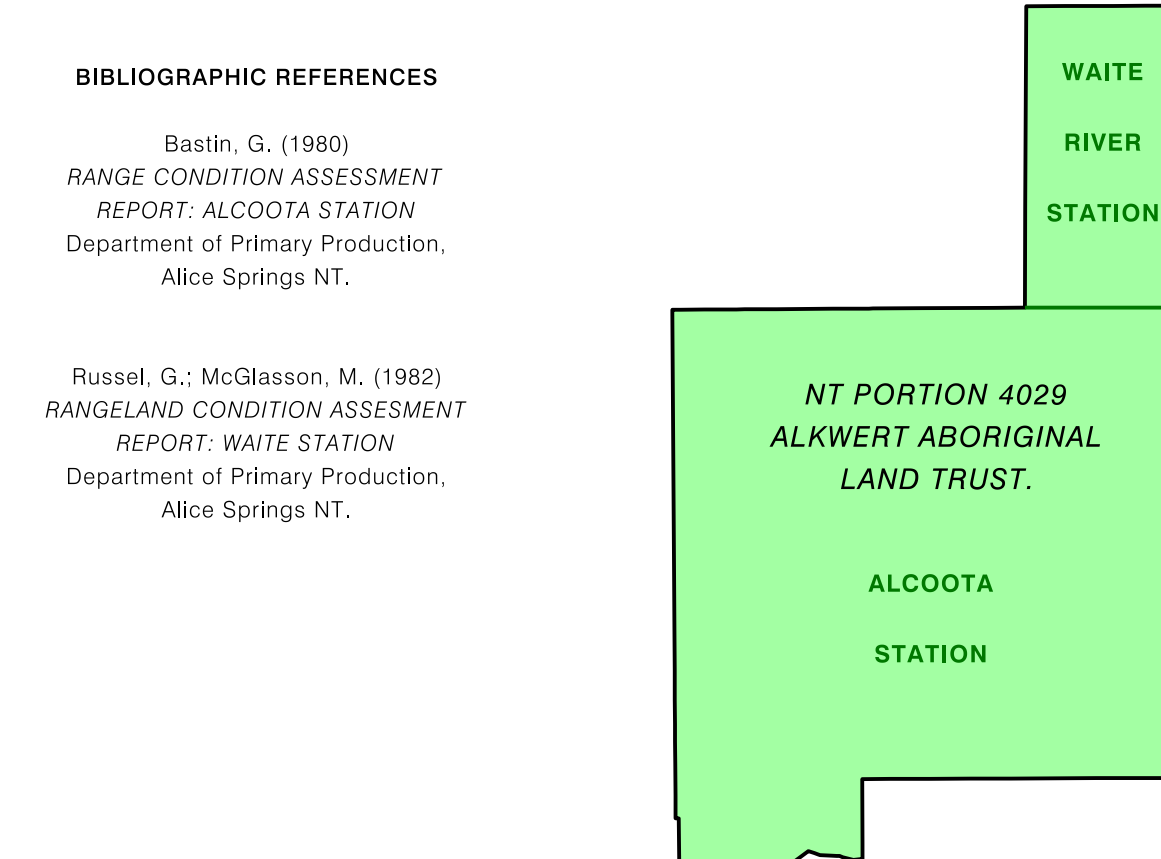 BIBLIOGRAPHIC REFERENCES
Bastin, G. (1980)
RANGE CONDITION ASSESSMENT
REPORT: ALCOOTA STATION
Department of Primary Production,
Alice Springs NT.
Russel, G.; McGlasson, M. (1982)
RANGELAND CONDITION ASSESMENT
REPORT: WAITE STATION
Department of Primary Production,
Alice Springs NT.
WAITE
RIVER
STATION
NT PORTION 4029
ALKWERT ABORIGINAL
LAND TRUST.
ALCOOTA
STATION